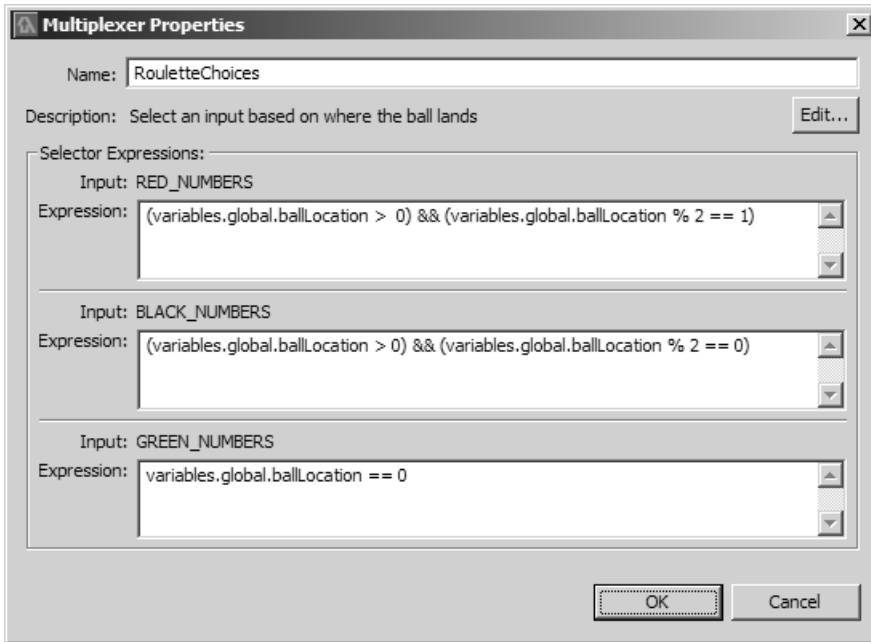 Multiplexer Properties
Name: RouletteChoices
Description: Select an input based on where the ball lands
Edit...
Selector Expressions:
Input: RED_NUMBERS
Expression: (variables.global.ballLocation >  0) && (variables.global.ballLocation % 2 == 1)
Input: BLACK_NUMBERS
Expression: (variables.global.ballLocation > 0) && (variables.global.ballLocation % 2 == 0)
Input: GREEN_NUMBERS
Expression: variables.global.ballLocation == 0
OK
Cancel